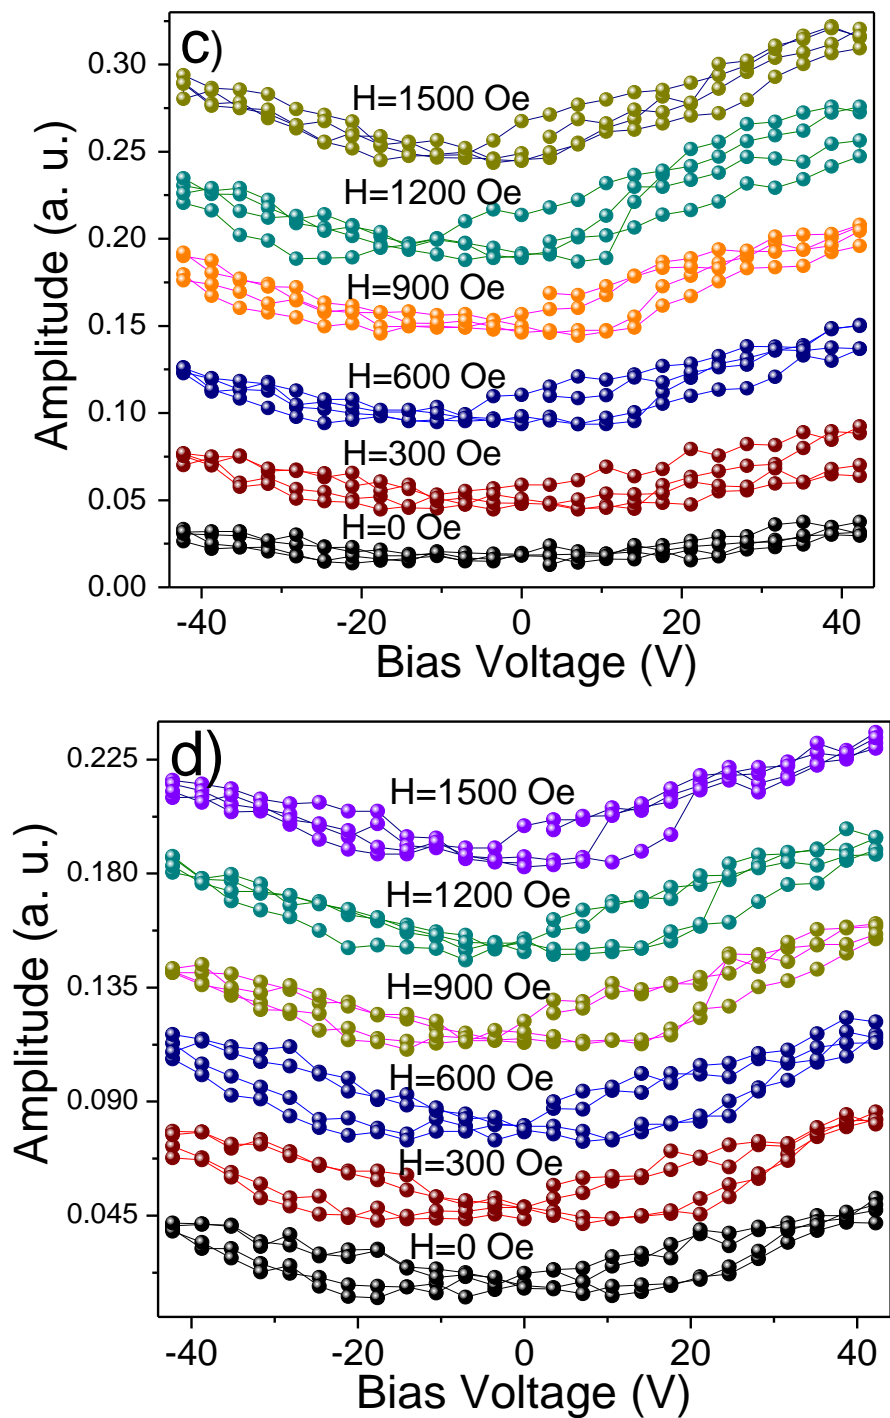 c)
0.30
0.25
0.20
0.15
0.10
0.05
0.00
Amplitude (a. u.)
H=1500 Oe
H=1200 Oe
H=900 Oe
H=600 Oe
H=300 Oe
H=0 Oe
-40 -20 0 20 40
Bias Voltage (V)
d)
0.225
0.180
0.135
0.090
0.045
Amplitude (a. u.)
H=1500 Oe
H=1200 Oe
H=900 Oe
H=600 Oe
H=300 Oe
H=0 Oe
-40 -20 0 20 40
Bias Voltage (V)